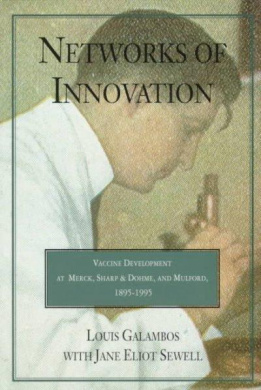 NETWORKS OF
INNOVATION
VACCINE DEVELOPMENT
AT MERCK, SHARP & DOHME, AND MULFORD,
1895-1995
LOUIS GALAMBOS
WITH JANE ELIOT SEWELL